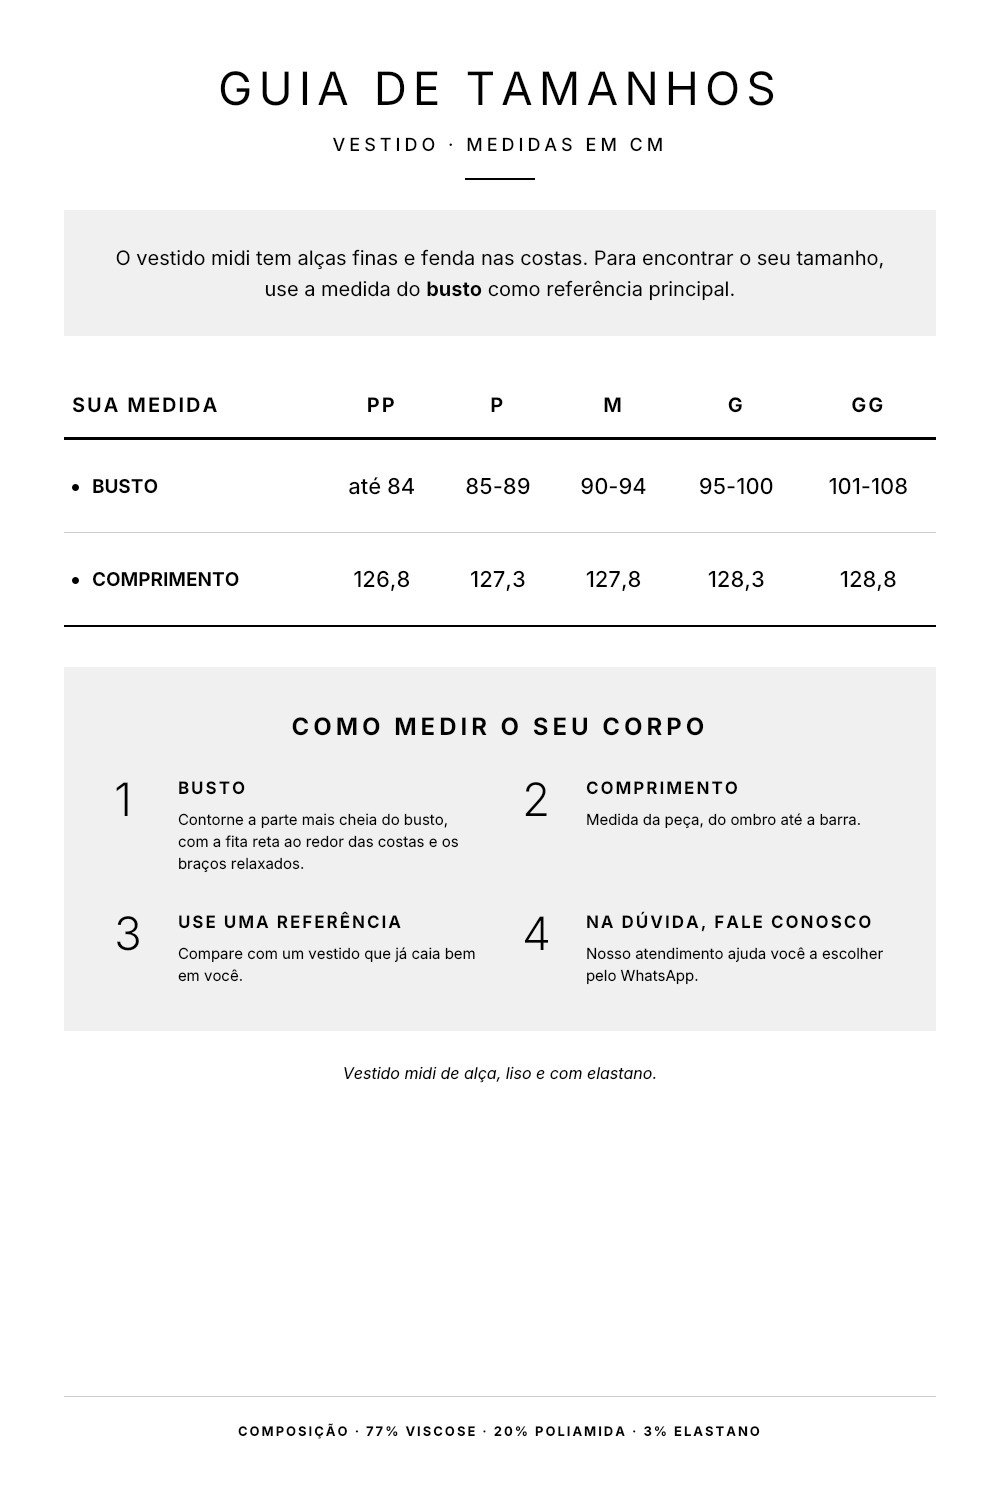 GUIA DE TAMANHOS
VESTIDO · MEDIDAS EM CM
O vestido midi tem alças finas e fenda nas costas. Para encontrar o seu tamanho,
use a medida do busto como referência principal.
SUA MEDIDA PP P M G GG
• BUSTO até 84 85-89 90-94 95-100 101-108
• COMPRIMENTO 126,8 127,3 127,8 128,3 128,8
COMO MEDIR O SEU CORPO
1 BUSTO
Contorne a parte mais cheia do busto,
com a fita reta ao redor das costas e os
braços relaxados.
2 COMPRIMENTO
Medida da peça, do ombro até a barra.
3 USE UMA REFERÊNCIA
Compare com um vestido que já caia bem
em você.
4 NA DÚVIDA, FALE CONOSCO
Nosso atendimento ajuda você a escolher
pelo WhatsApp.
Vestido midi de alça, liso e com elastano.
COMPOSIÇÃO · 77% VISCOSE · 20% POLIAMIDA · 3% ELASTANO